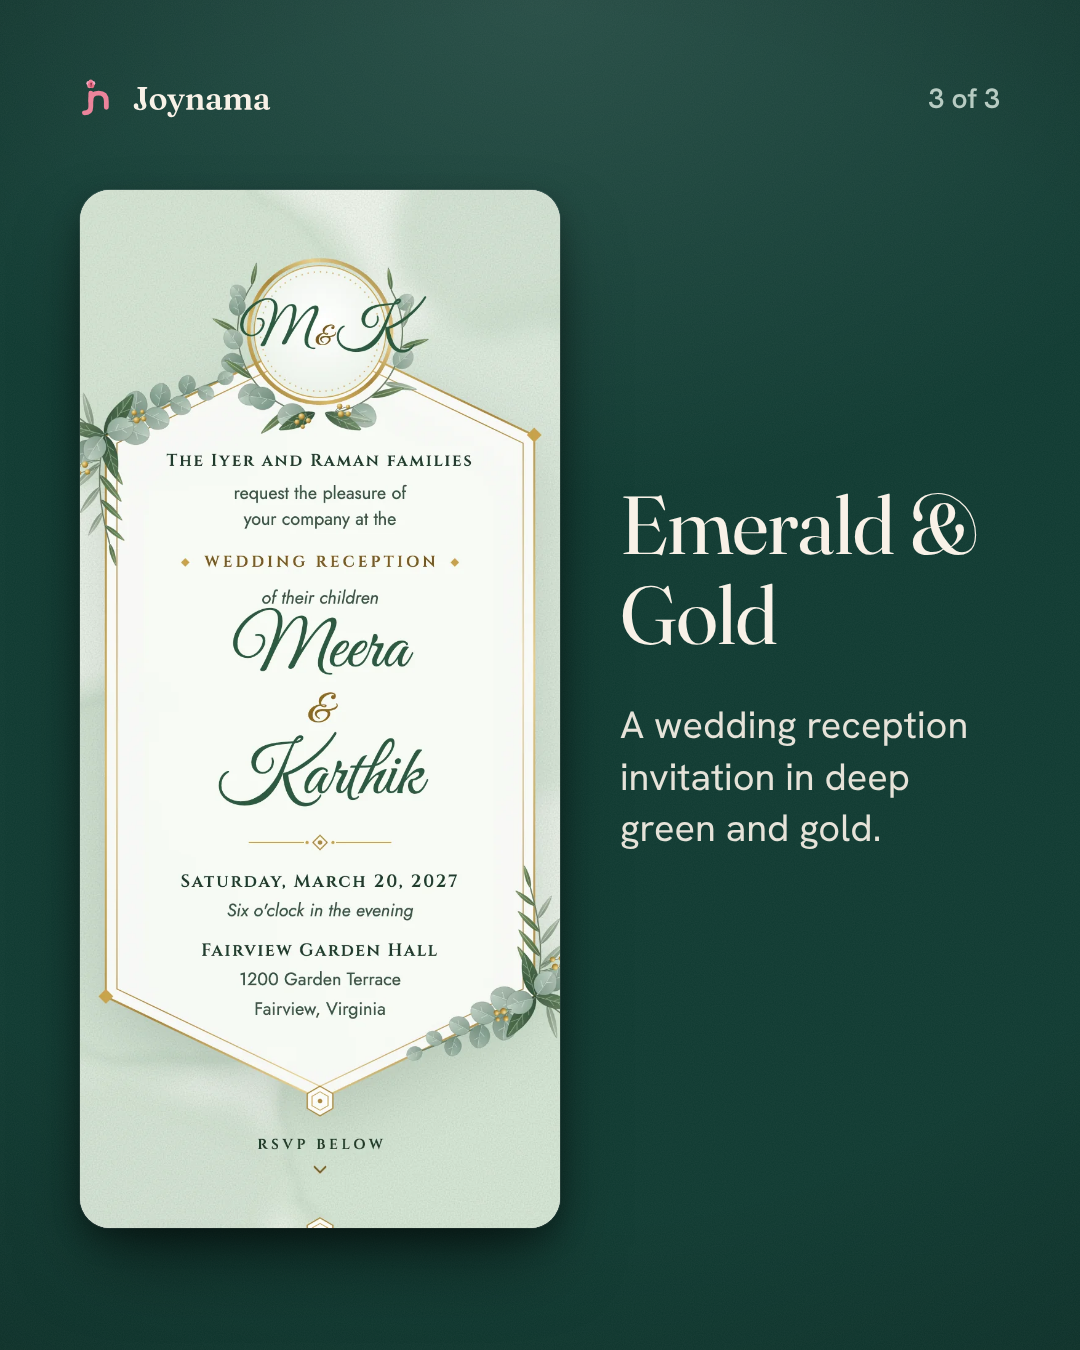 Joynama
3 of 3
M&K
The Iyer and Raman families
request the pleasure of
your company at the
WEDDING RECEPTION
of their children
Meera
&
Karthik
Saturday, March 20, 2027
Six o'clock in the evening
Fairview Garden Hall
1200 Garden Terrace
Fairview, Virginia
RSVP BELOW
Emerald &
Gold
A wedding reception
invitation in deep
green and gold.